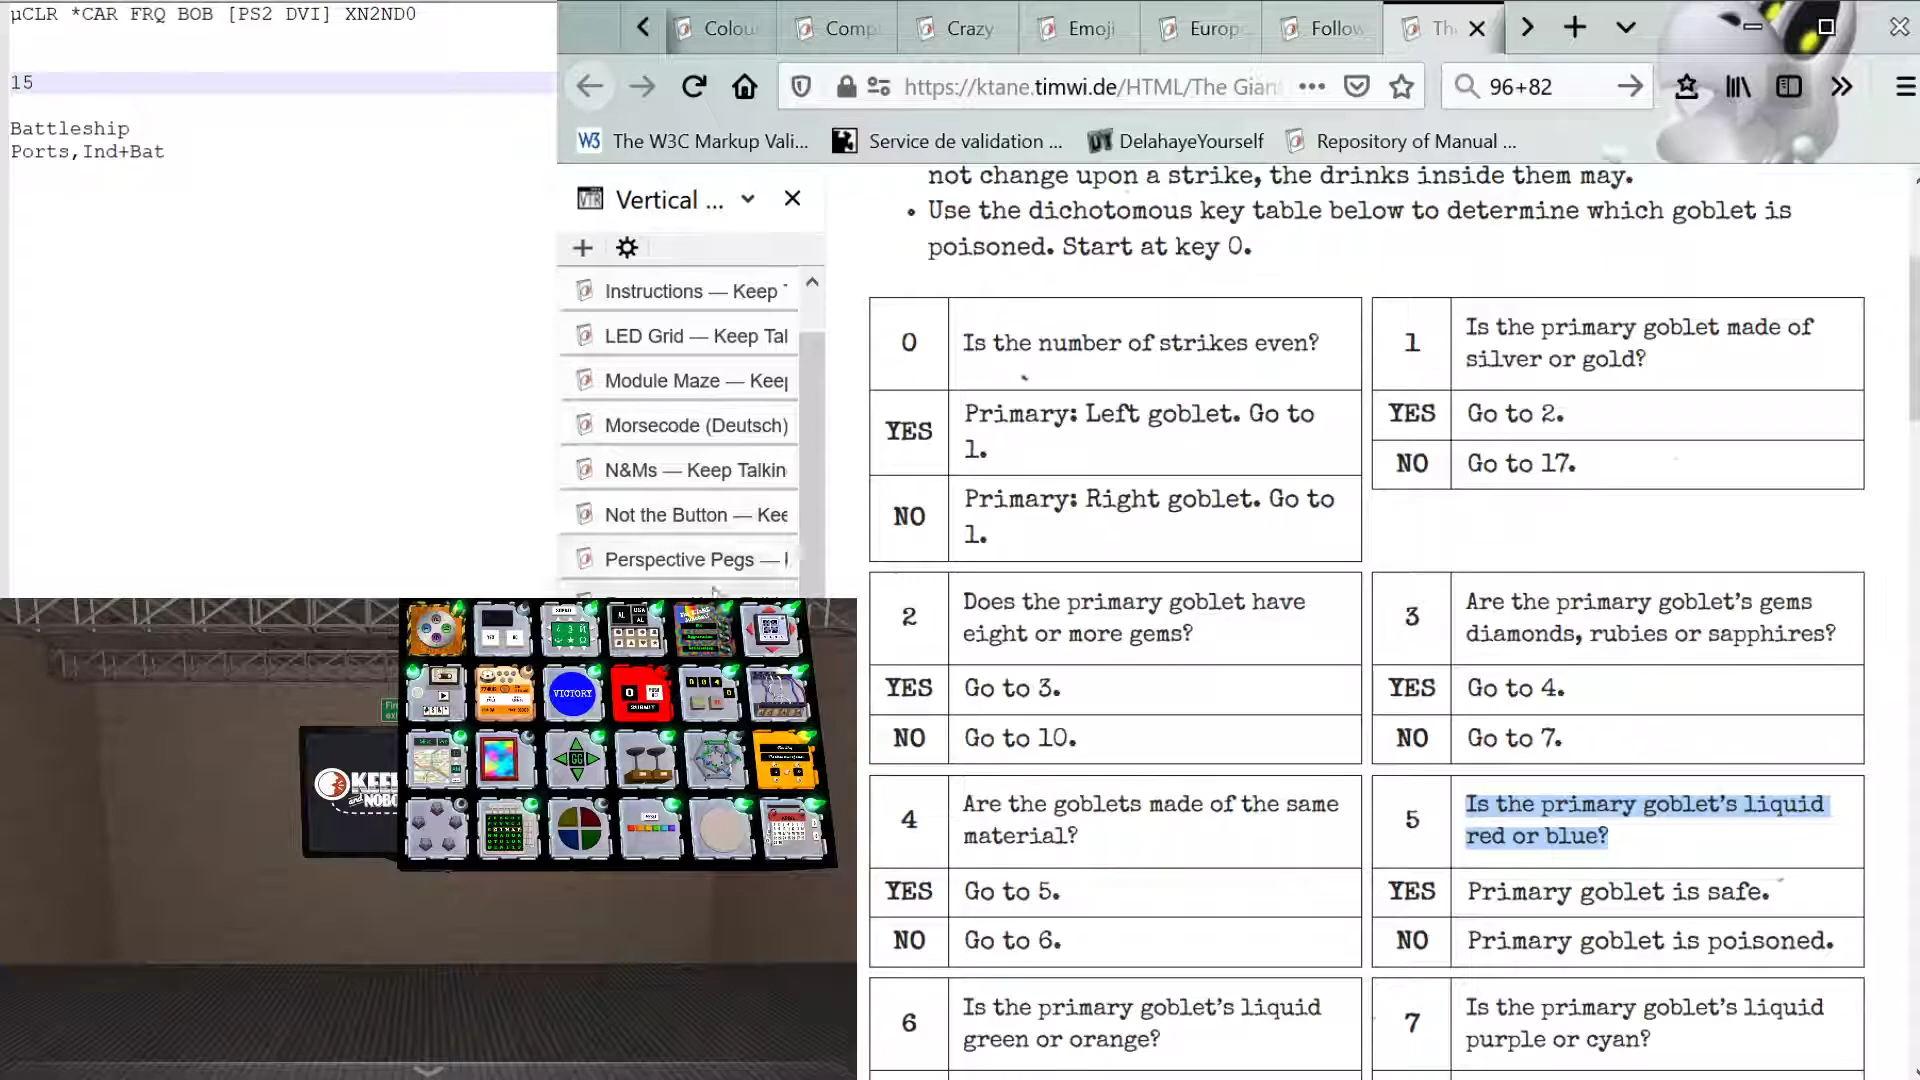 µCLR *CAR FRQ BOB [PS2 DVI] XN2ND0
15
Battleship
Ports,Ind+Bat
Colou
Comp
Crazy
Emoji
Europe
Follow
Th
https://ktane.timwi.de/HTML/The Gian
96+82
The W3C Markup Vali...
Service de validation ...
DelahayeYourself
Repository of Manual ...
Vertical ...
Instructions — Keep
LED Grid — Keep Tal
Module Maze — Keep
Morsecode (Deutsch)
N&Ms — Keep Talkin
Not the Button — Kee
Perspective Pegs —
not change upon a strike, the drinks inside them may.
• Use the dichotomous key table below to determine which goblet is
poisoned. Start at key 0.
0
Is the number of strikes even?
YES
Primary: Left goblet. Go to
1.
NO
Primary: Right goblet. Go to
1.
1
Is the primary goblet made of
silver or gold?
YES
Go to 2.
NO
Go to 17.
2
Does the primary goblet have
eight or more gems?
YES
Go to 3.
NO
Go to 10.
3
Are the primary goblet's gems
diamonds, rubies or sapphires?
YES
Go to 4.
NO
Go to 7.
4
Are the goblets made of the same
material?
YES
Go to 5.
NO
Go to 6.
5
Is the primary goblet's liquid
red or blue?
YES
Primary goblet is safe.
NO
Primary goblet is poisoned.
6
Is the primary goblet's liquid
green or orange?
7
Is the primary goblet's liquid
purple or cyan?
VICTORY
SUBMIT
GG
KEE
and NOBO